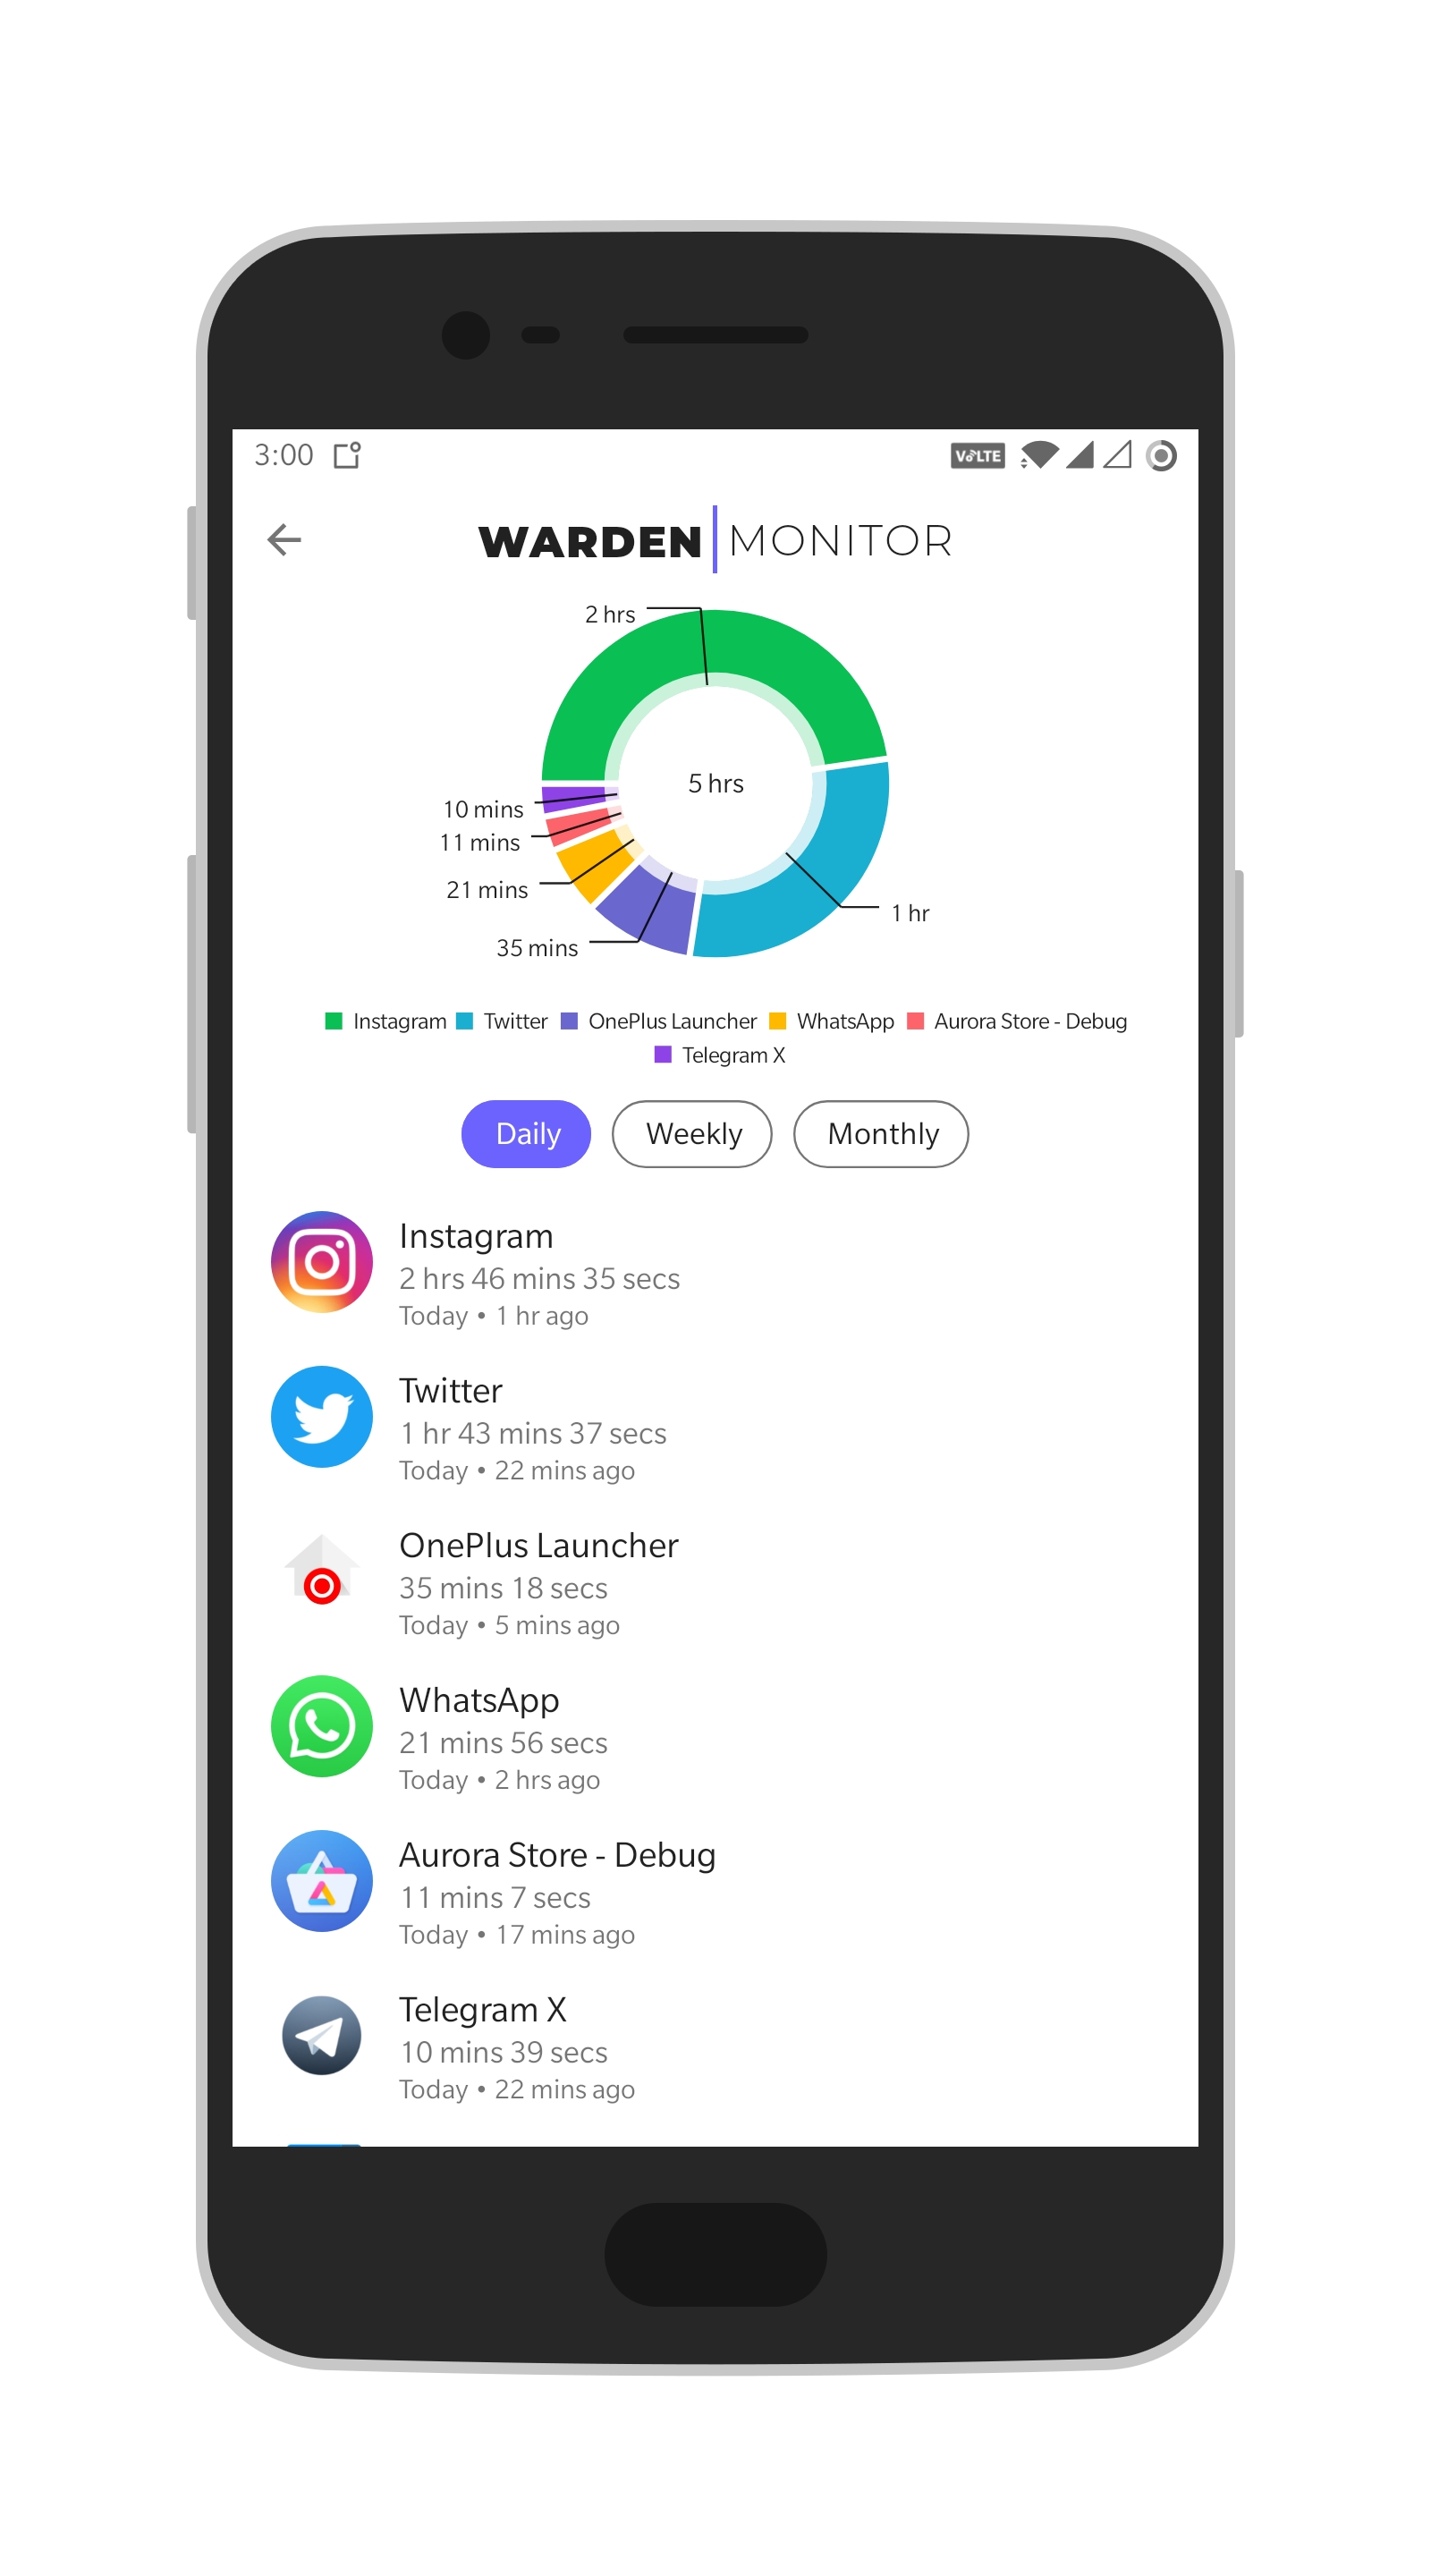 3:00 VoLTE
WARDEN MONITOR
2 hrs
5 hrs
10 mins
11 mins
21 mins
1 hr
35 mins
Instagram Twitter OnePlus Launcher WhatsApp Aurora Store - Debug
Telegram X
Daily Weekly Monthly
Instagram
2 hrs 46 mins 35 secs
Today • 1 hr ago
Twitter
1 hr 43 mins 37 secs
Today • 22 mins ago
OnePlus Launcher
35 mins 18 secs
Today • 5 mins ago
WhatsApp
21 mins 56 secs
Today • 2 hrs ago
Aurora Store - Debug
11 mins 7 secs
Today • 17 mins ago
Telegram X
10 mins 39 secs
Today • 22 mins ago